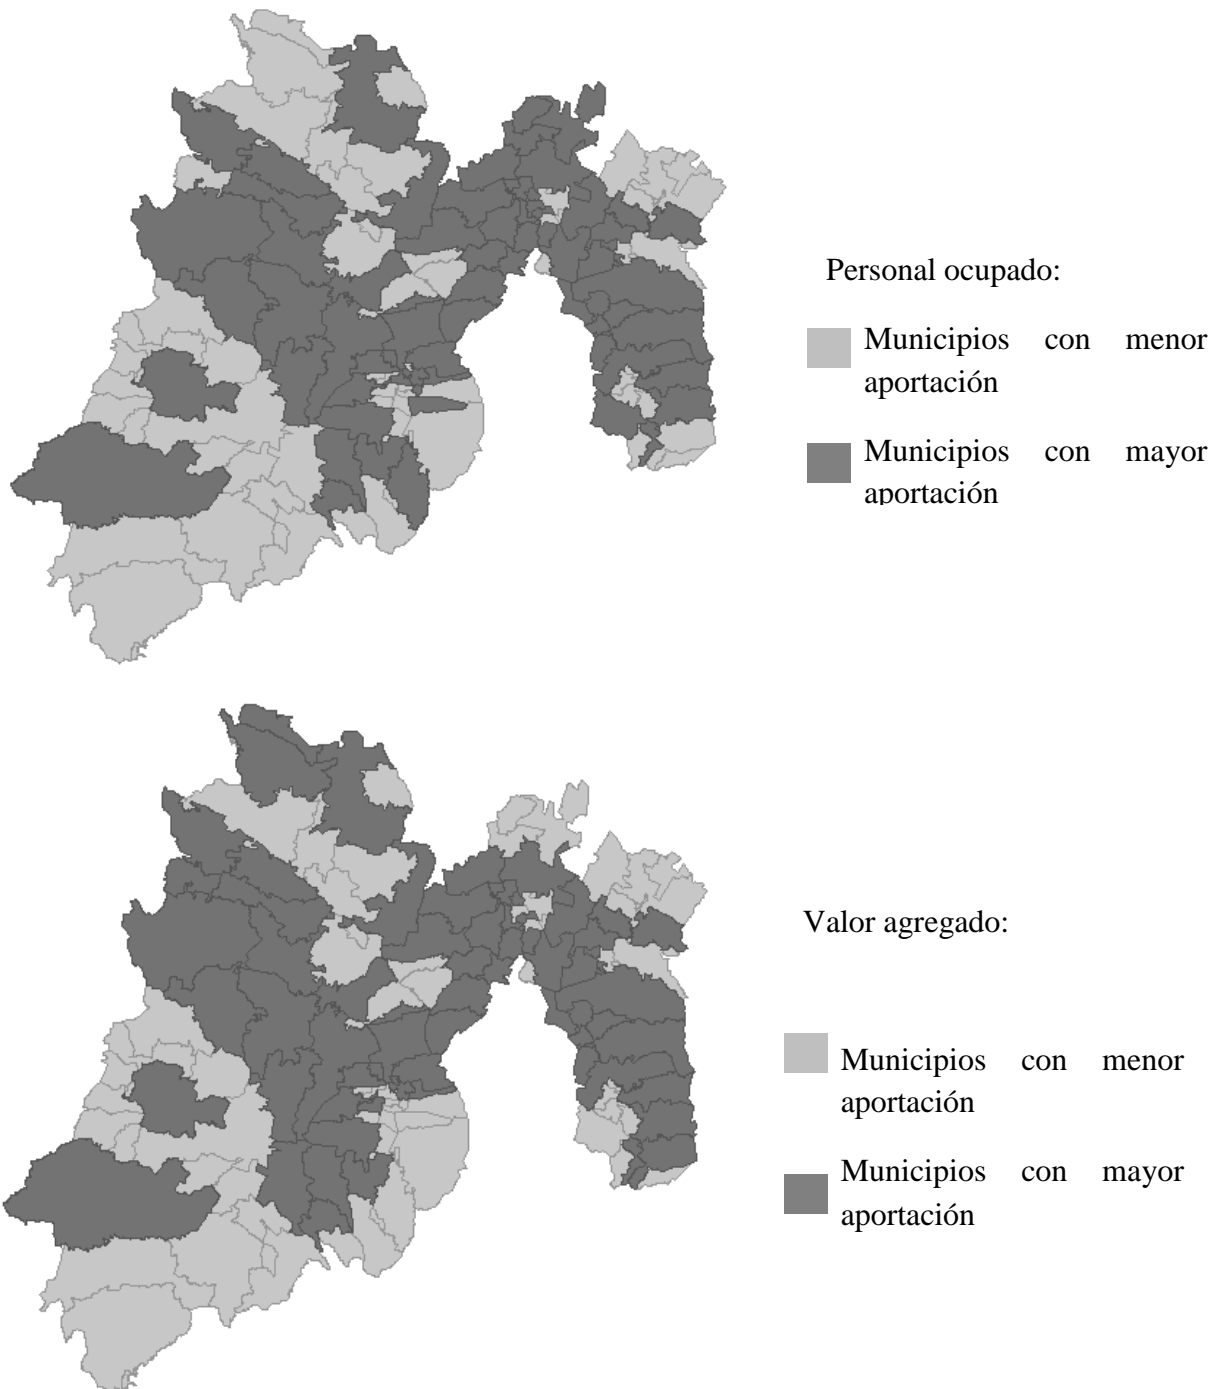 Personal ocupado:
Municipios con menor
aportación
Municipios con mayor
aportación
Valor agregado:
Municipios con menor
aportación
Municipios con mayor
aportación